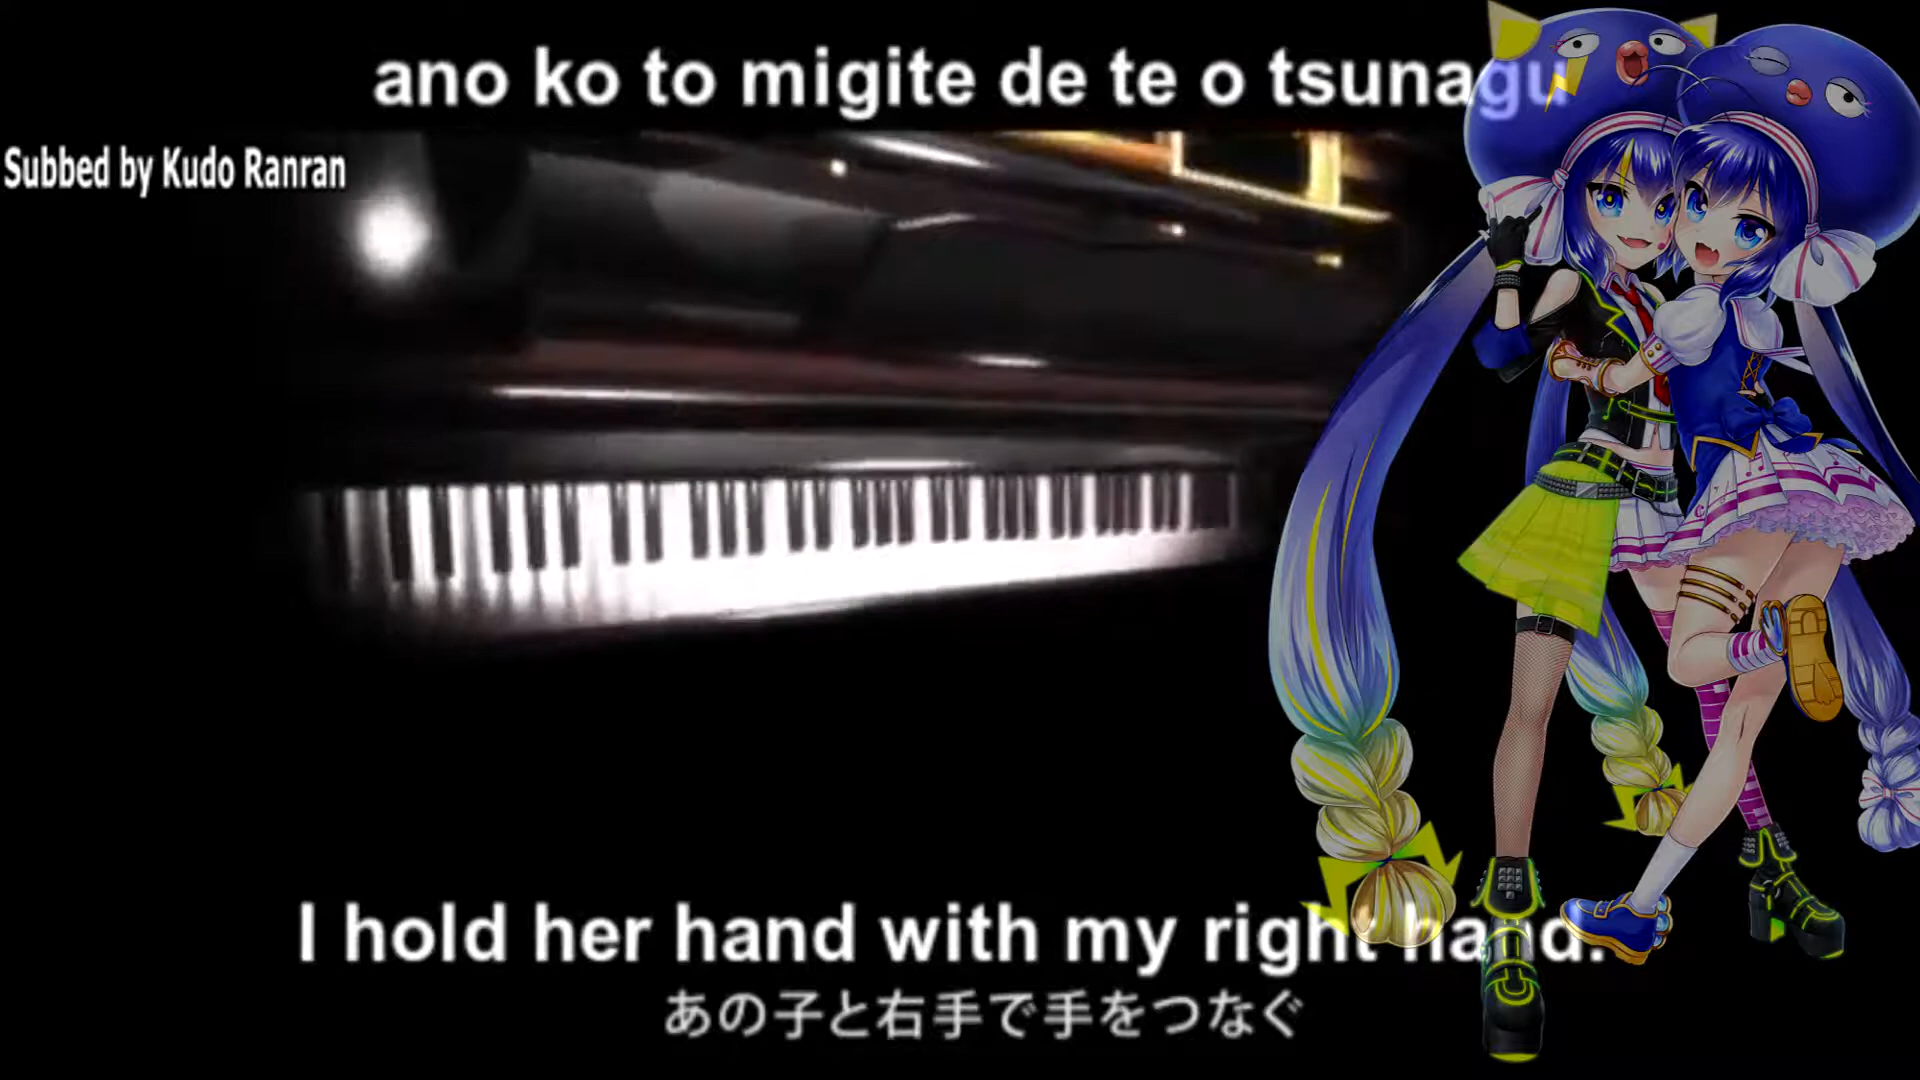 ano ko to migite de te o tsunagu
Subbed by Kudo Ranran
I hold her hand with my right hand.
あの子と右手で手をつなぐ